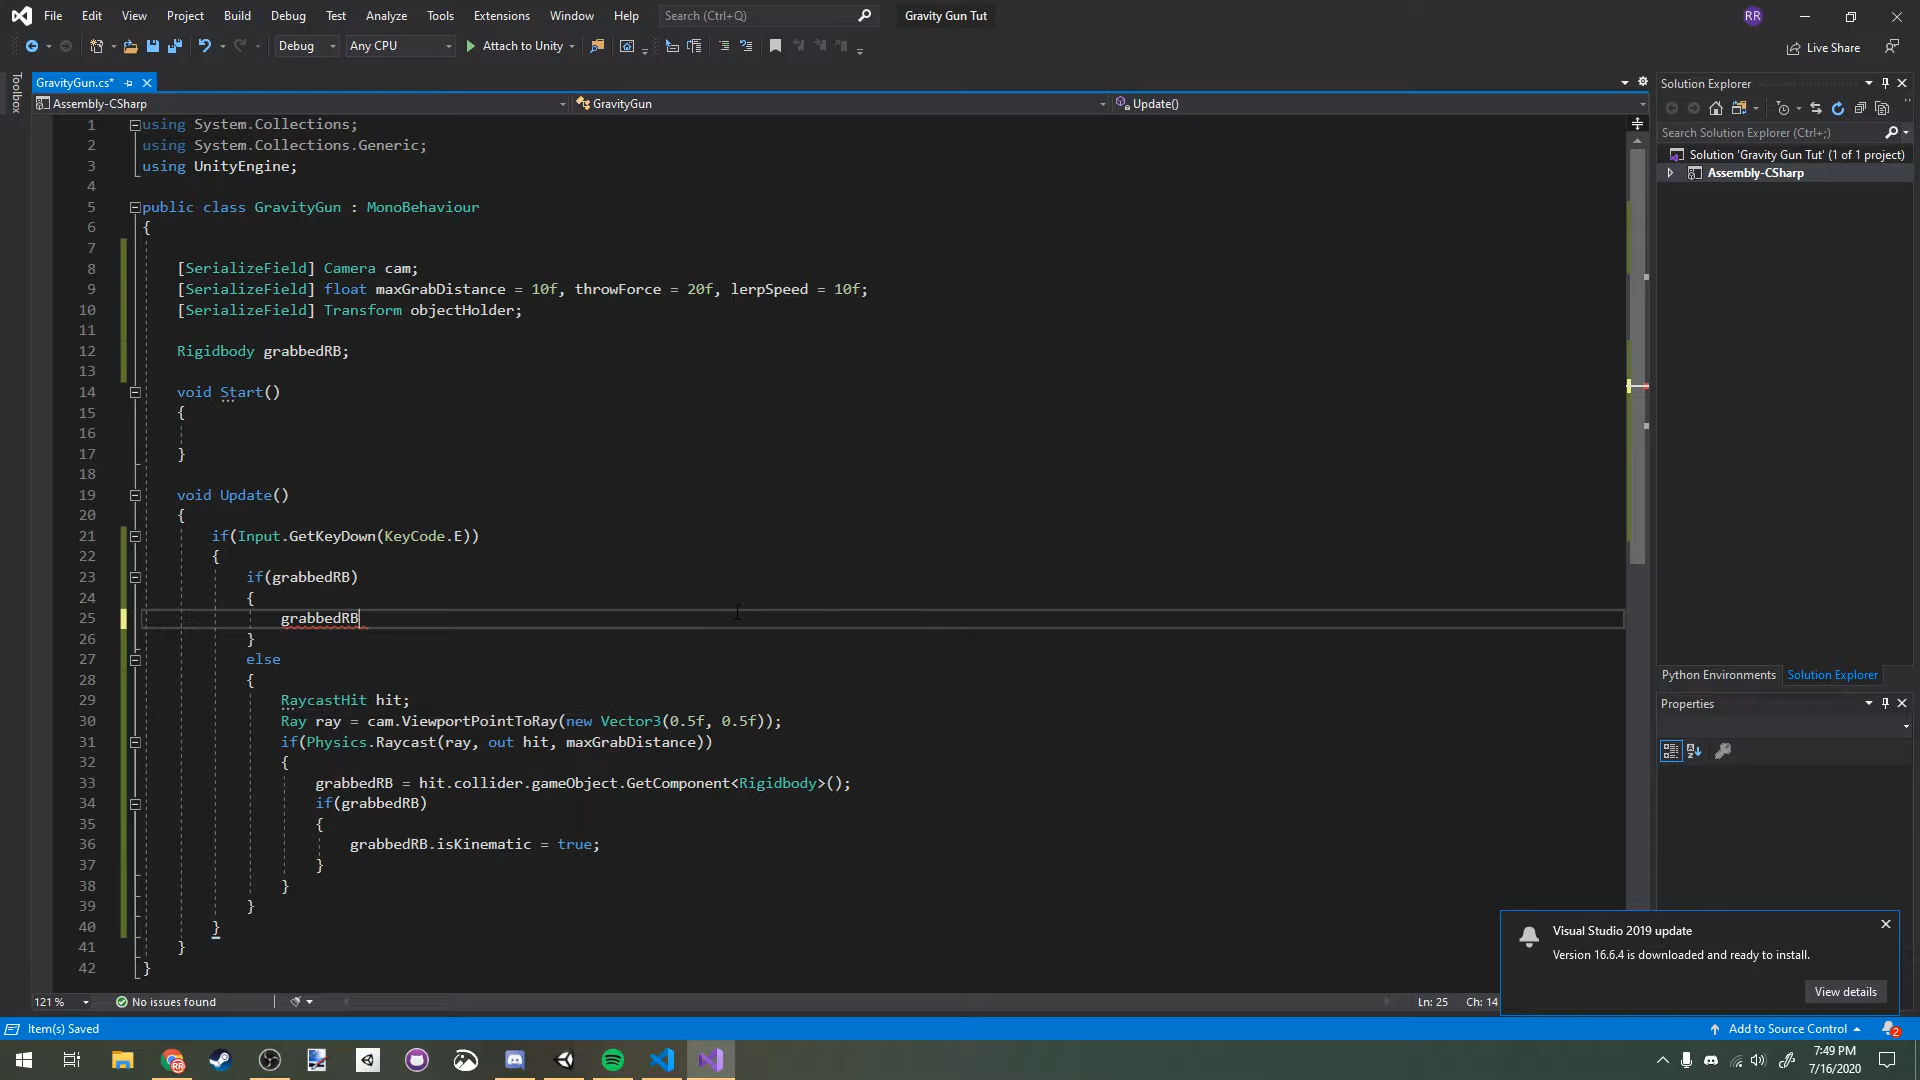 File Edit View Project Build Debug Test Analyze Tools Extensions Window Help Search (Ctrl+Q) Gravity Gun Tut RR
Debug Any CPU Attach to Unity Live Share
Toolbox
GravityGun.cs*
Assembly-CSharp GravityGun Update()
1 using System.Collections;
2 using System.Collections.Generic;
3 using UnityEngine;
4
5 public class GravityGun : MonoBehaviour
6 {
7
8 [SerializeField] Camera cam;
9 [SerializeField] float maxGrabDistance = 10f, throwForce = 20f, lerpSpeed = 10f;
10 [SerializeField] Transform objectHolder;
11
12 Rigidbody grabbedRB;
13
14 void Start()
15 {
16
17 }
18
19 void Update()
20 {
21 if(Input.GetKeyDown(KeyCode.E))
22 {
23 if(grabbedRB)
24 {
25 grabbedRB
26 }
27 else
28 {
29 RaycastHit hit;
30 Ray ray = cam.ViewportPointToRay(new Vector3(0.5f, 0.5f));
31 if(Physics.Raycast(ray, out hit, maxGrabDistance))
32 {
33 grabbedRB = hit.collider.gameObject.GetComponent<Rigidbody>();
34 if(grabbedRB)
35 {
36 grabbedRB.isKinematic = true;
37 }
38 }
39 }
40 }
41 }
42 }
121 % No issues found Ln: 25 Ch: 14
Solution Explorer
Search Solution Explorer (Ctrl+;)
Solution 'Gravity Gun Tut' (1 of 1 project)
Assembly-CSharp
Python Environments Solution Explorer
Properties
Visual Studio 2019 update
Version 16.6.4 is downloaded and ready to install.
View details
Item(s) Saved Add to Source Control 2
RR
7:49 PM
7/16/2020